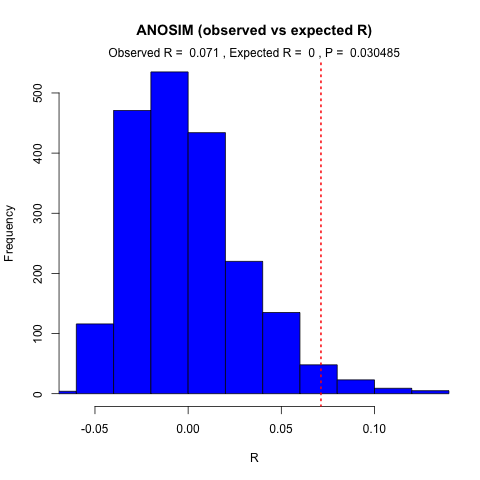 ANOSIM (observed vs expected R)
Observed R =  0.071 , Expected R =  0 , P =  0.030485
500
400
300
200
100
0
Frequency
-0.05 0.00 0.05 0.10
R